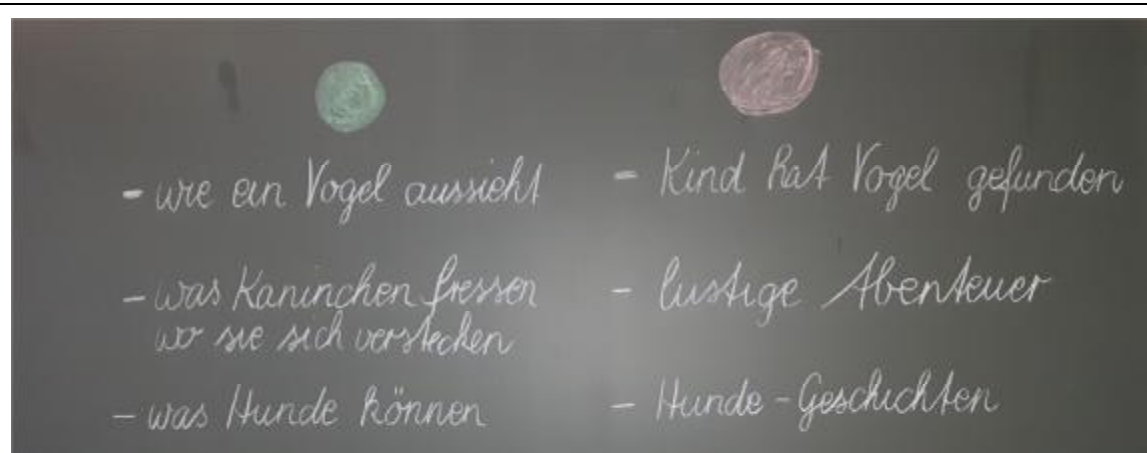 - wie ein Vogel aussieht
- was Kaninchen fressen
wo sie sich verstecken
- was Hunde können
- Kind hat Vogel gefunden
- lustige Abenteuer
- Hunde-Geschichten